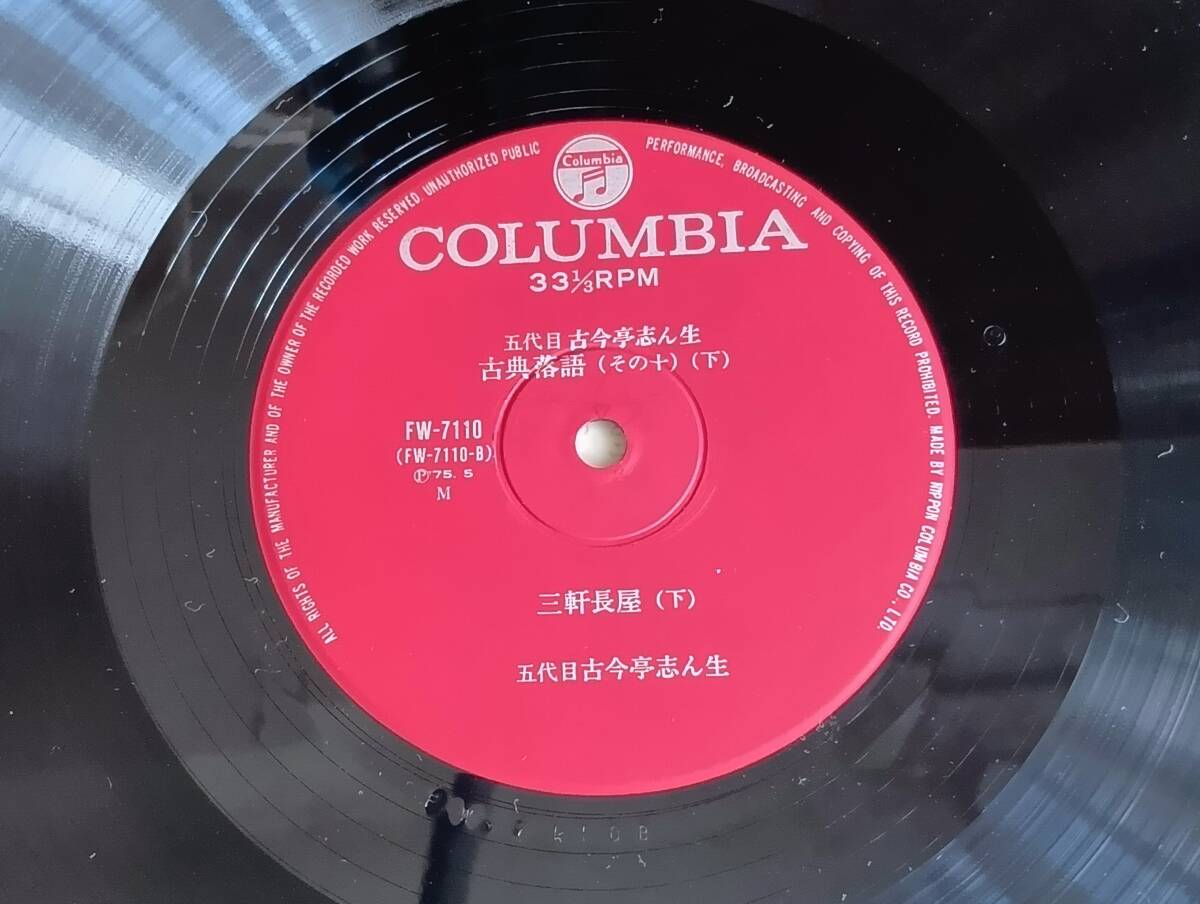 ALL RIGHTS OF THE MANUFACTURER AND OF THE OWNER OF THE RECORDED WORK RESERVED. UNAUTHORIZED PUBLIC PERFORMANCE, BROADCASTING AND COPYING OF THIS RECORD PROHIBITED. MADE BY NIPPON COLUMBIA CO., LTD.
Columbia
COLUMBIA
33⅓RPM
五代目 古今亭志ん生
古典落語(その十)(下)
FW-7110
(FW-7110-B)
Ⓟ'75. 5
M
三軒長屋(下)
五代目古今亭志ん生